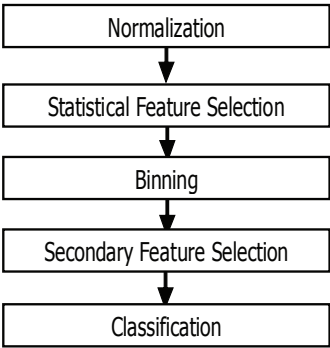 Normalization
Statistical Feature Selection
Binning
Secondary Feature Selection
Classification